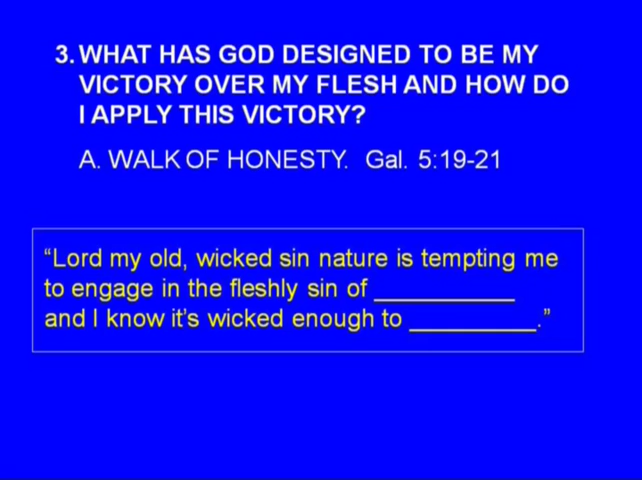 3. WHAT HAS GOD DESIGNED TO BE MY
VICTORY OVER MY FLESH AND HOW DO
I APPLY THIS VICTORY?
A. WALK OF HONESTY. Gal. 5:19-21
“Lord my old, wicked sin nature is tempting me
to engage in the fleshly sin of ___________
and I know it’s wicked enough to __________.”